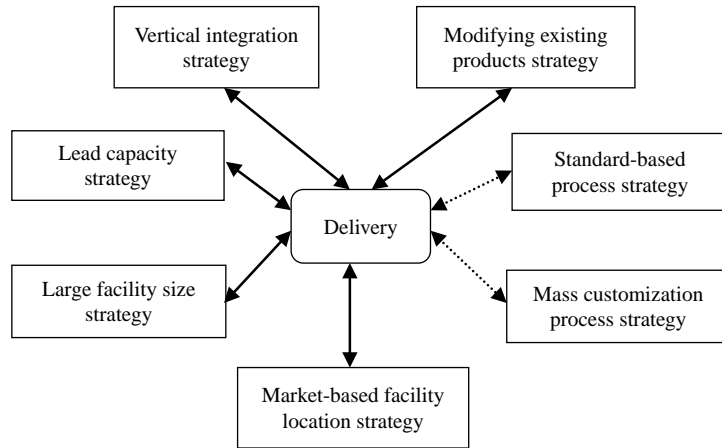 Vertical integration
strategy
Modifying existing
products strategy
Lead capacity
strategy
Standard-based
process strategy
Delivery
Large facility size
strategy
Mass customization
process strategy
Market-based facility
location strategy